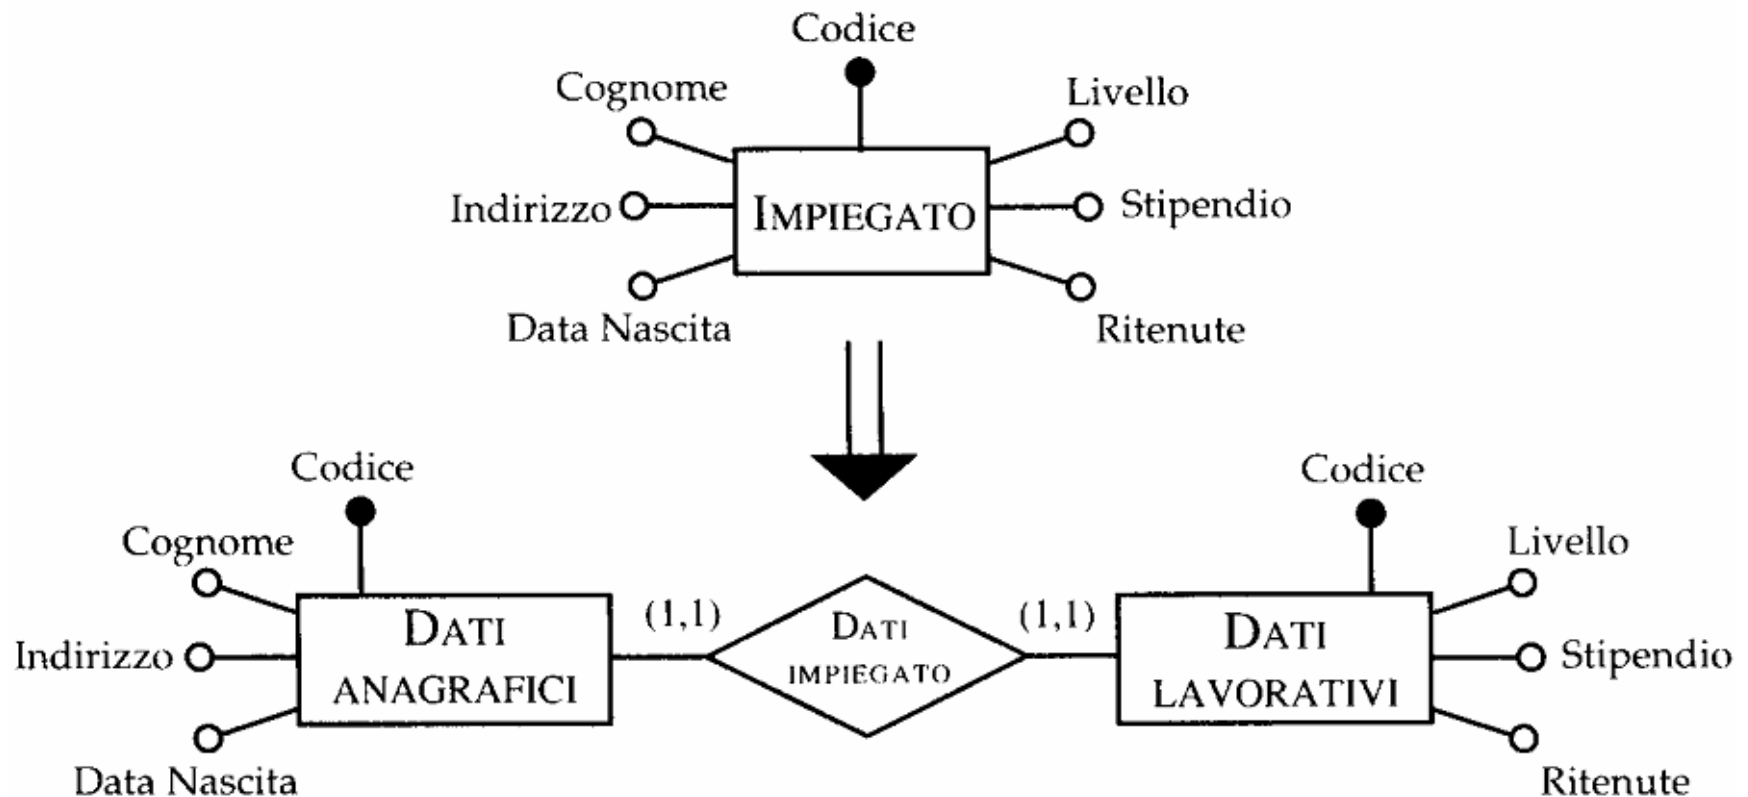 Codice
Cognome
Livello
Indirizzo
IMPIEGATO
Stipendio
Data Nascita
Ritenute
Codice
Codice
Cognome
Livello
DATI
ANAGRAFICI
(1,1)
DATI
IMPIEGATO
(1,1)
DATI
LAVORATIVI
Indirizzo
Stipendio
Data Nascita
Ritenute